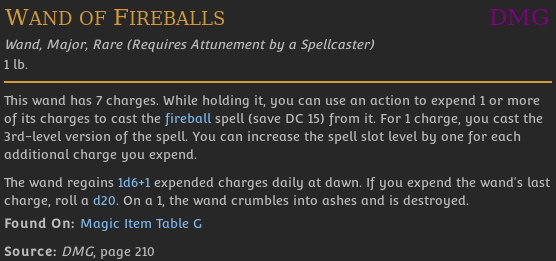 Wand of Fireballs DMG
Wand, Major, Rare (Requires Attunement by a Spellcaster)
1 lb.
This wand has 7 charges. While holding it, you can use an action to expend 1 or more
of its charges to cast the fireball spell (save DC 15) from it. For 1 charge, you cast the
3rd-level version of the spell. You can increase the spell slot level by one for each
additional charge you expend.
The wand regains 1d6+1 expended charges daily at dawn. If you expend the wand's last
charge, roll a d20. On a 1, the wand crumbles into ashes and is destroyed.
Found On: Magic Item Table G
Source: DMG, page 210